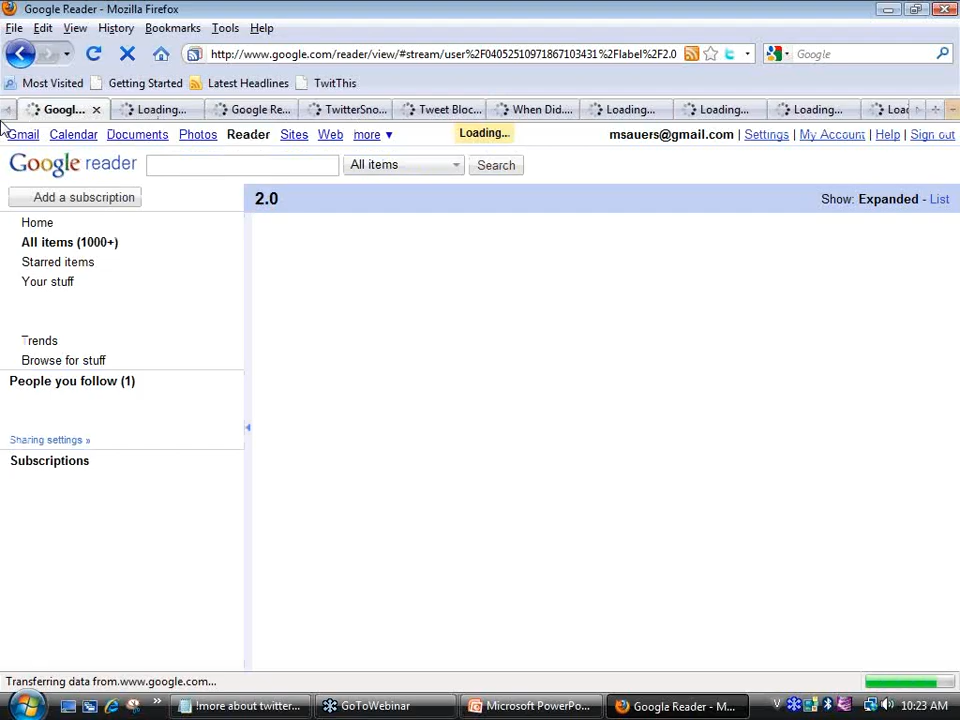 Google Reader - Mozilla Firefox
File Edit View History Bookmarks Tools Help
http://www.google.com/reader/view/#stream/user%2F04052510971867103431%2Flabel%2F2.0 Google
Most Visited Getting Started Latest Headlines TwitThis
Googl... Loading... Google Re... TwitterSno... Tweet Bloc... When Did... Loading... Loading... Loading... Load
Gmail Calendar Documents Photos Reader Sites Web more ▼ Loading... msauers@gmail.com | Settings | My Account | Help | Sign out
Google reader All items Search
Add a subscription 2.0 Show: Expanded - List
Home
All items (1000+)
Starred items
Your stuff
Trends
Browse for stuff
People you follow (1)
Sharing settings »
Subscriptions
Transferring data from www.google.com...
» !more about twitter... GoToWebinar Microsoft PowerPo... Google Reader - M... V 10:23 AM